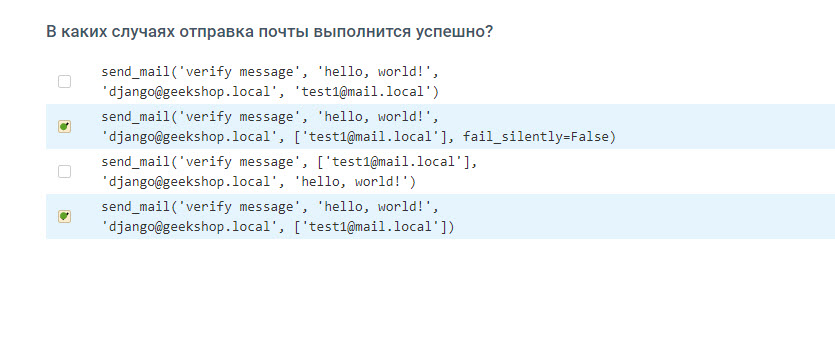 В каких случаях отправка почты выполнится успешно?
send_mail('verify message', 'hello, world!',
'django@geekshop.local', 'test1@mail.local')
send_mail('verify message', 'hello, world!',
'django@geekshop.local', ['test1@mail.local'], fail_silently=False)
send_mail('verify message', ['test1@mail.local'],
'django@geekshop.local', 'hello, world!')
send_mail('verify message', 'hello, world!',
'django@geekshop.local', ['test1@mail.local'])